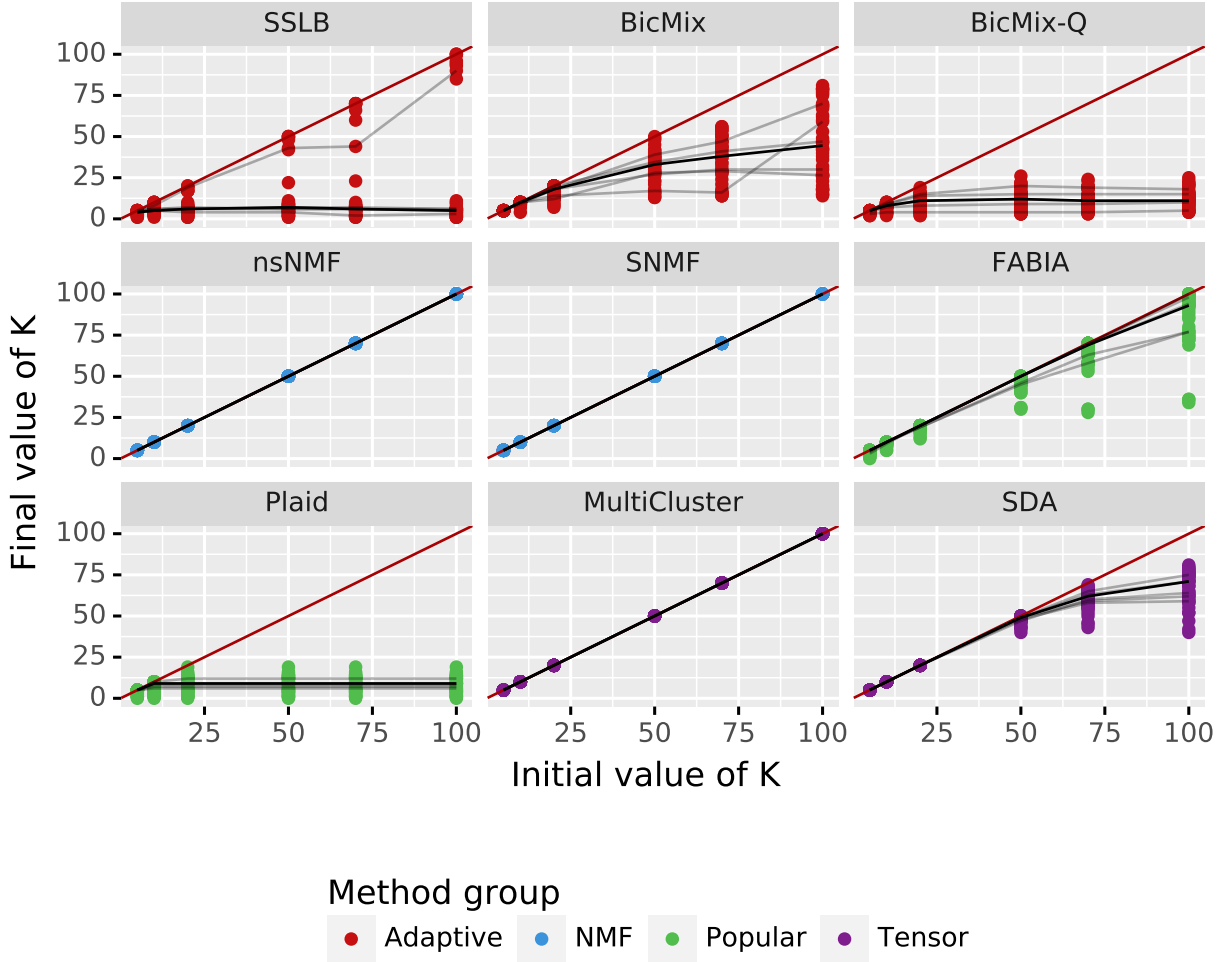 SSLB BicMix BicMix-Q
100
75
50
25
0
nsNMF SNMF FABIA
100
75
50
25
0
Plaid MultiCluster SDA
100
75
50
25
0
25 50 75 100 25 50 75 100 25 50 75 100
Final value of K
Initial value of K
Method group
Adaptive NMF Popular Tensor